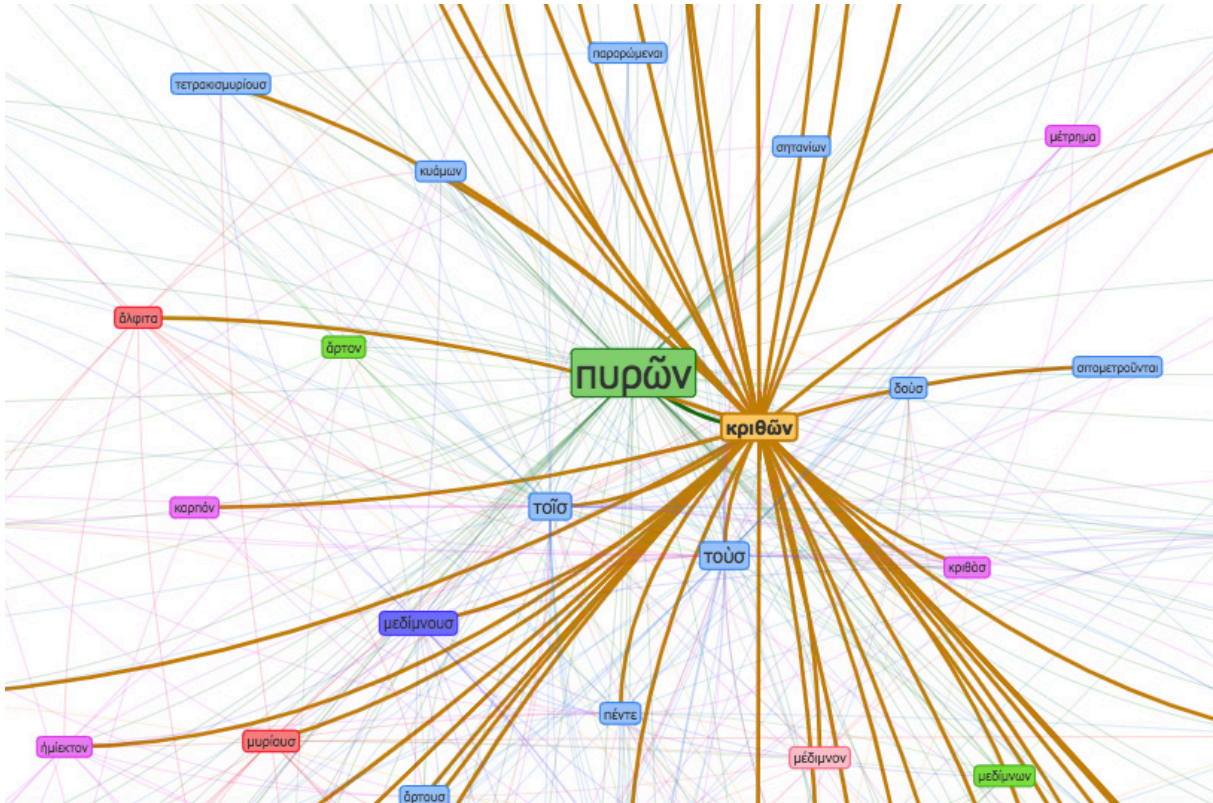 παρορώμεναι
τετρακισμυρίουσ
μέτρημα
σητανίων
κυάμων
ἄλφιτα
ἄρτον
πυρῶν
σιτομετροῦνται
δοὺσ
κριθῶν
καρπόν
τοῖσ
τοὺσ
κριθὰσ
μεδίμνουσ
πέντε
μυρίουσ
ἡμίεκτον
μέδιμνον
μεδίμνων
ἄρτουσ